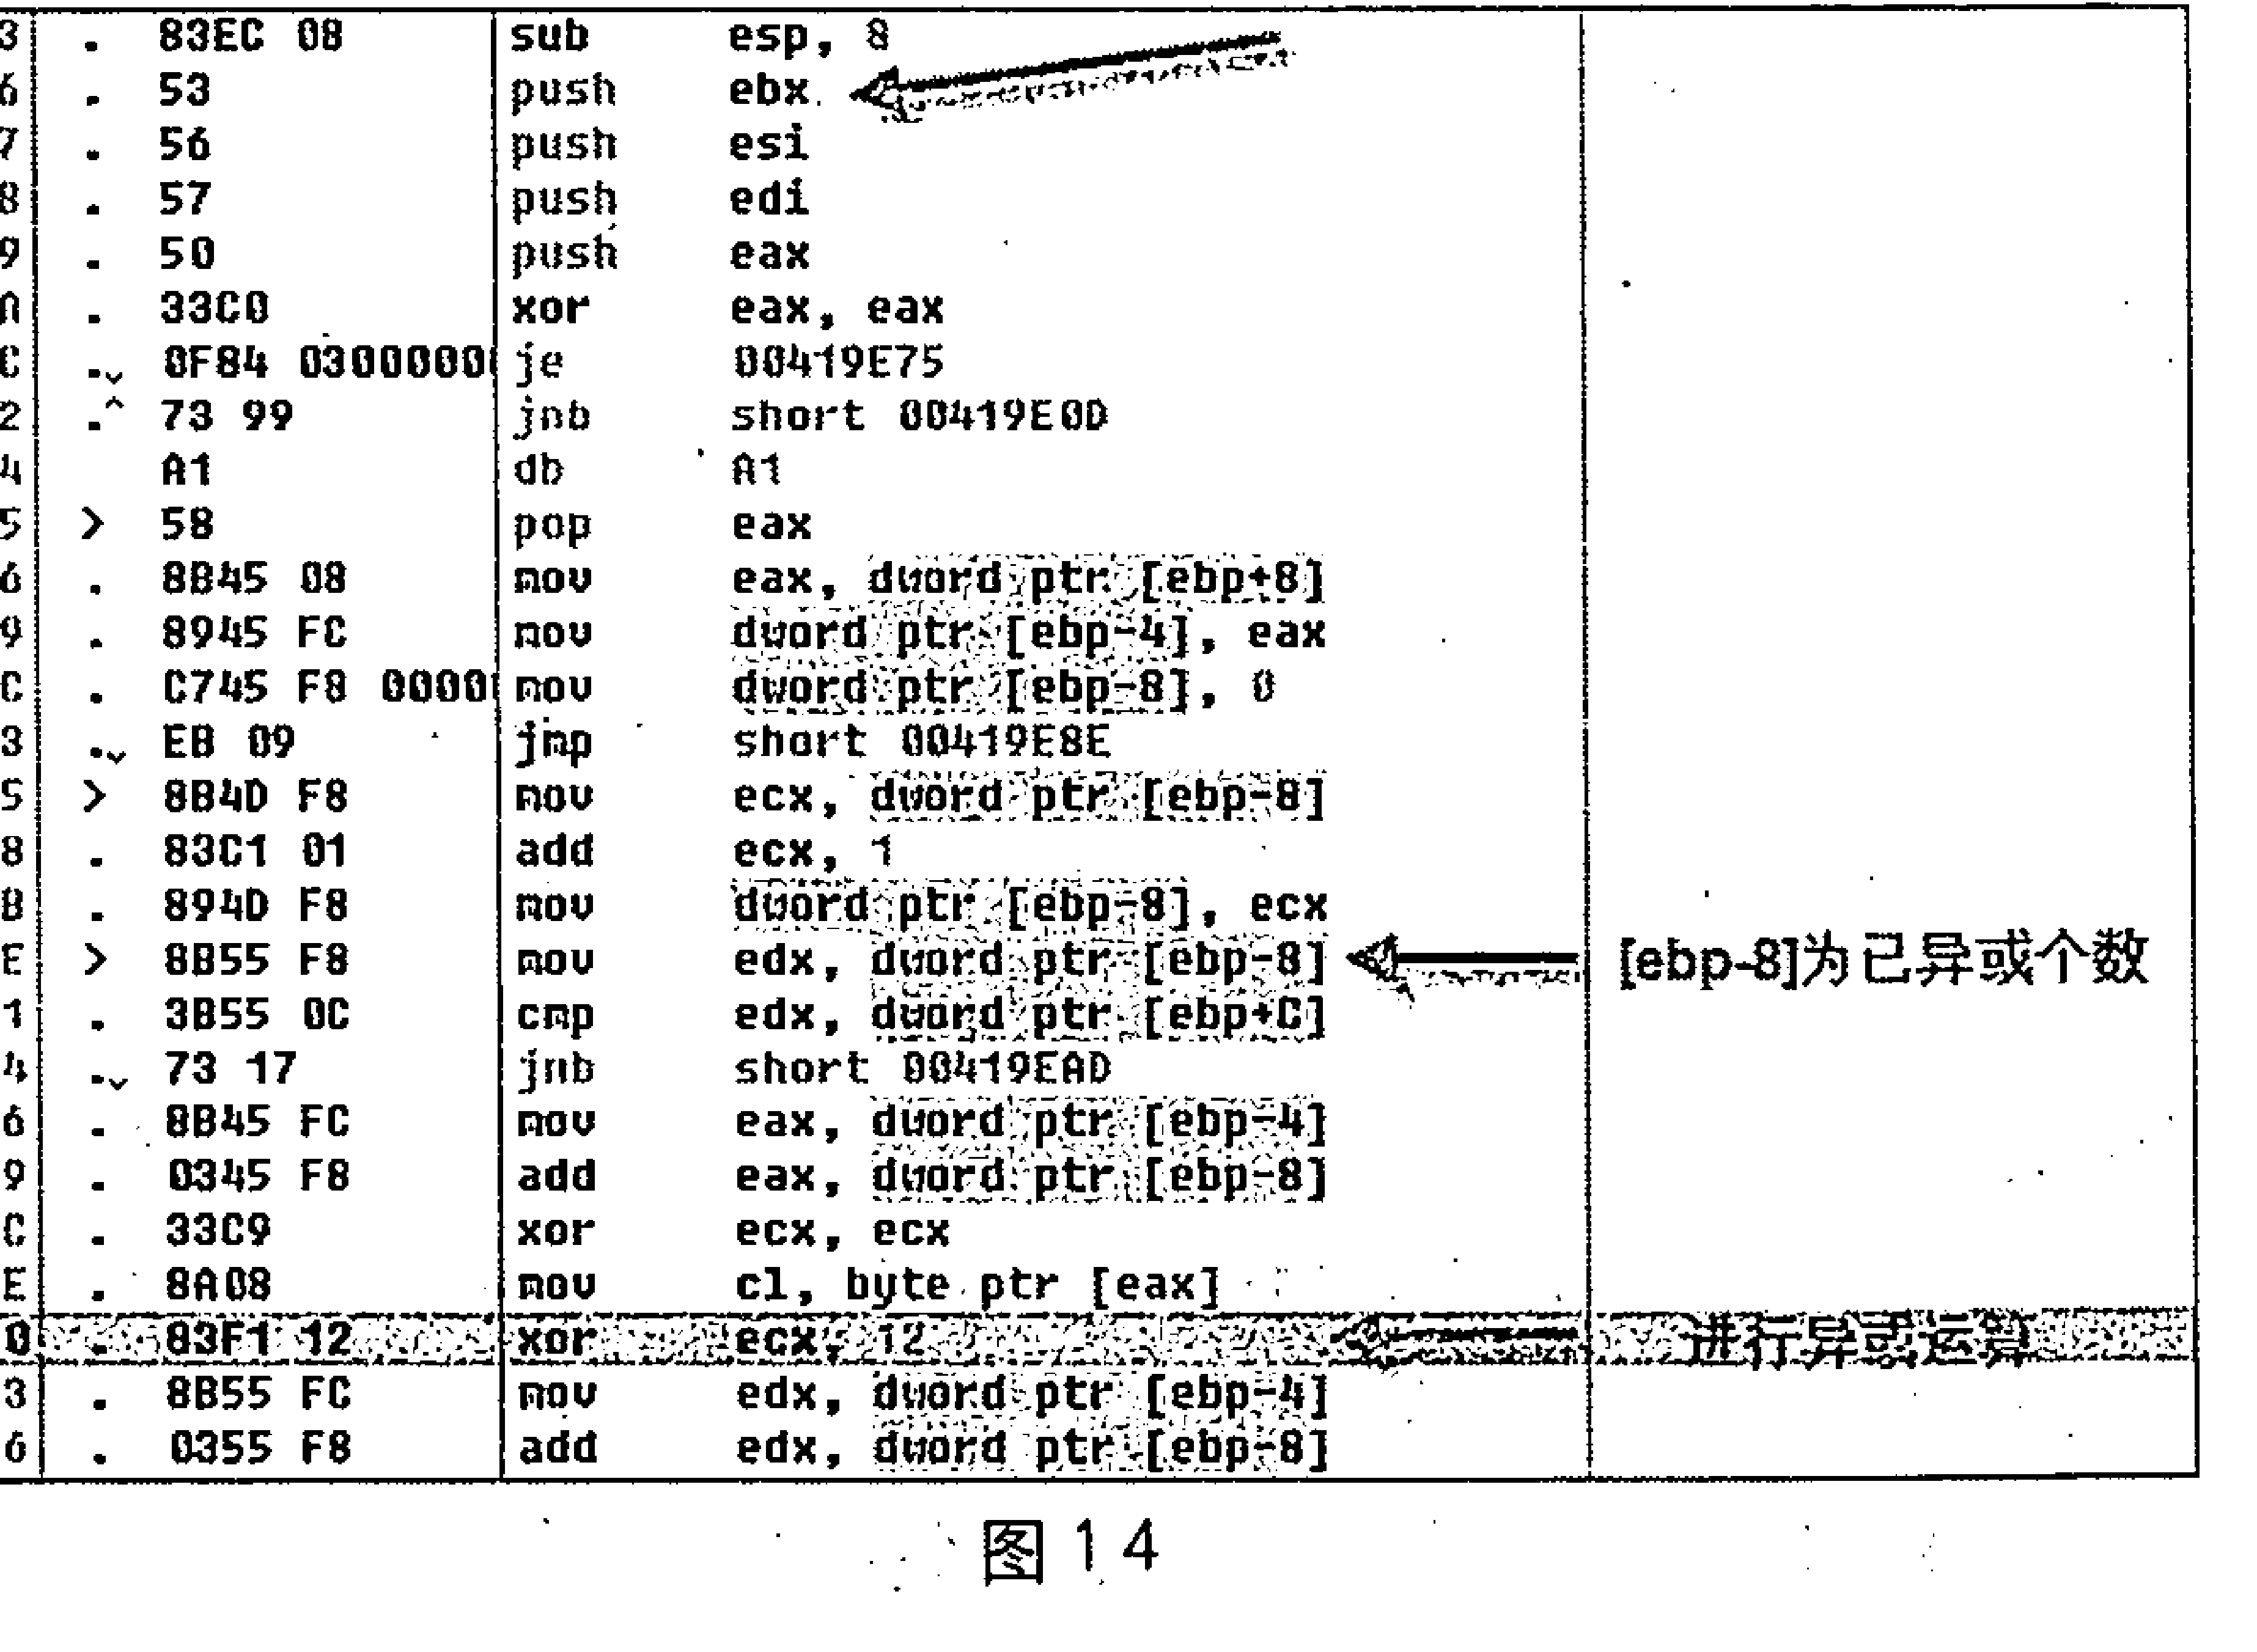 3 . 83EC 08 sub esp, 8
6 . 53 push ebx
7 . 56 push esi
8 . 57 push edi
9 . 50 push eax
A . 33C0 xor eax, eax
C .˅ 0F84 0300000 je 00419E75
2 .^ 73 99 jnb short 00419E0D
4 A1 db A1
5 > 58 pop eax
6 . 8B45 08 mov eax, dword ptr [ebp+8]
9 . 8945 FC mov dword ptr [ebp-4], eax
C . C745 F8 0000 mov dword ptr [ebp-8], 0
3 .˅ EB 09 jmp short 00419E8E
5 > 8B4D F8 mov ecx, dword ptr [ebp-8]
8 . 83C1 01 add ecx, 1
B . 894D F8 mov dword ptr [ebp-8], ecx
E > 8B55 F8 mov edx, dword ptr [ebp-8] [ebp-8]为已异或个数
1 . 3B55 0C cmp edx, dword ptr [ebp+C]
4 .˅ 73 17 jnb short 00419EAD
6 . 8B45 FC mov eax, dword ptr [ebp-4]
9 . 0345 F8 add eax, dword ptr [ebp-8]
C . 33C9 xor ecx, ecx
E . 8A08 mov cl, byte ptr [eax]
0 . 83F1 12 xor ecx, 12 进行异或运算
3 . 8B55 FC mov edx, dword ptr [ebp-4]
6 . 0355 F8 add edx, dword ptr [ebp-8]
图 14